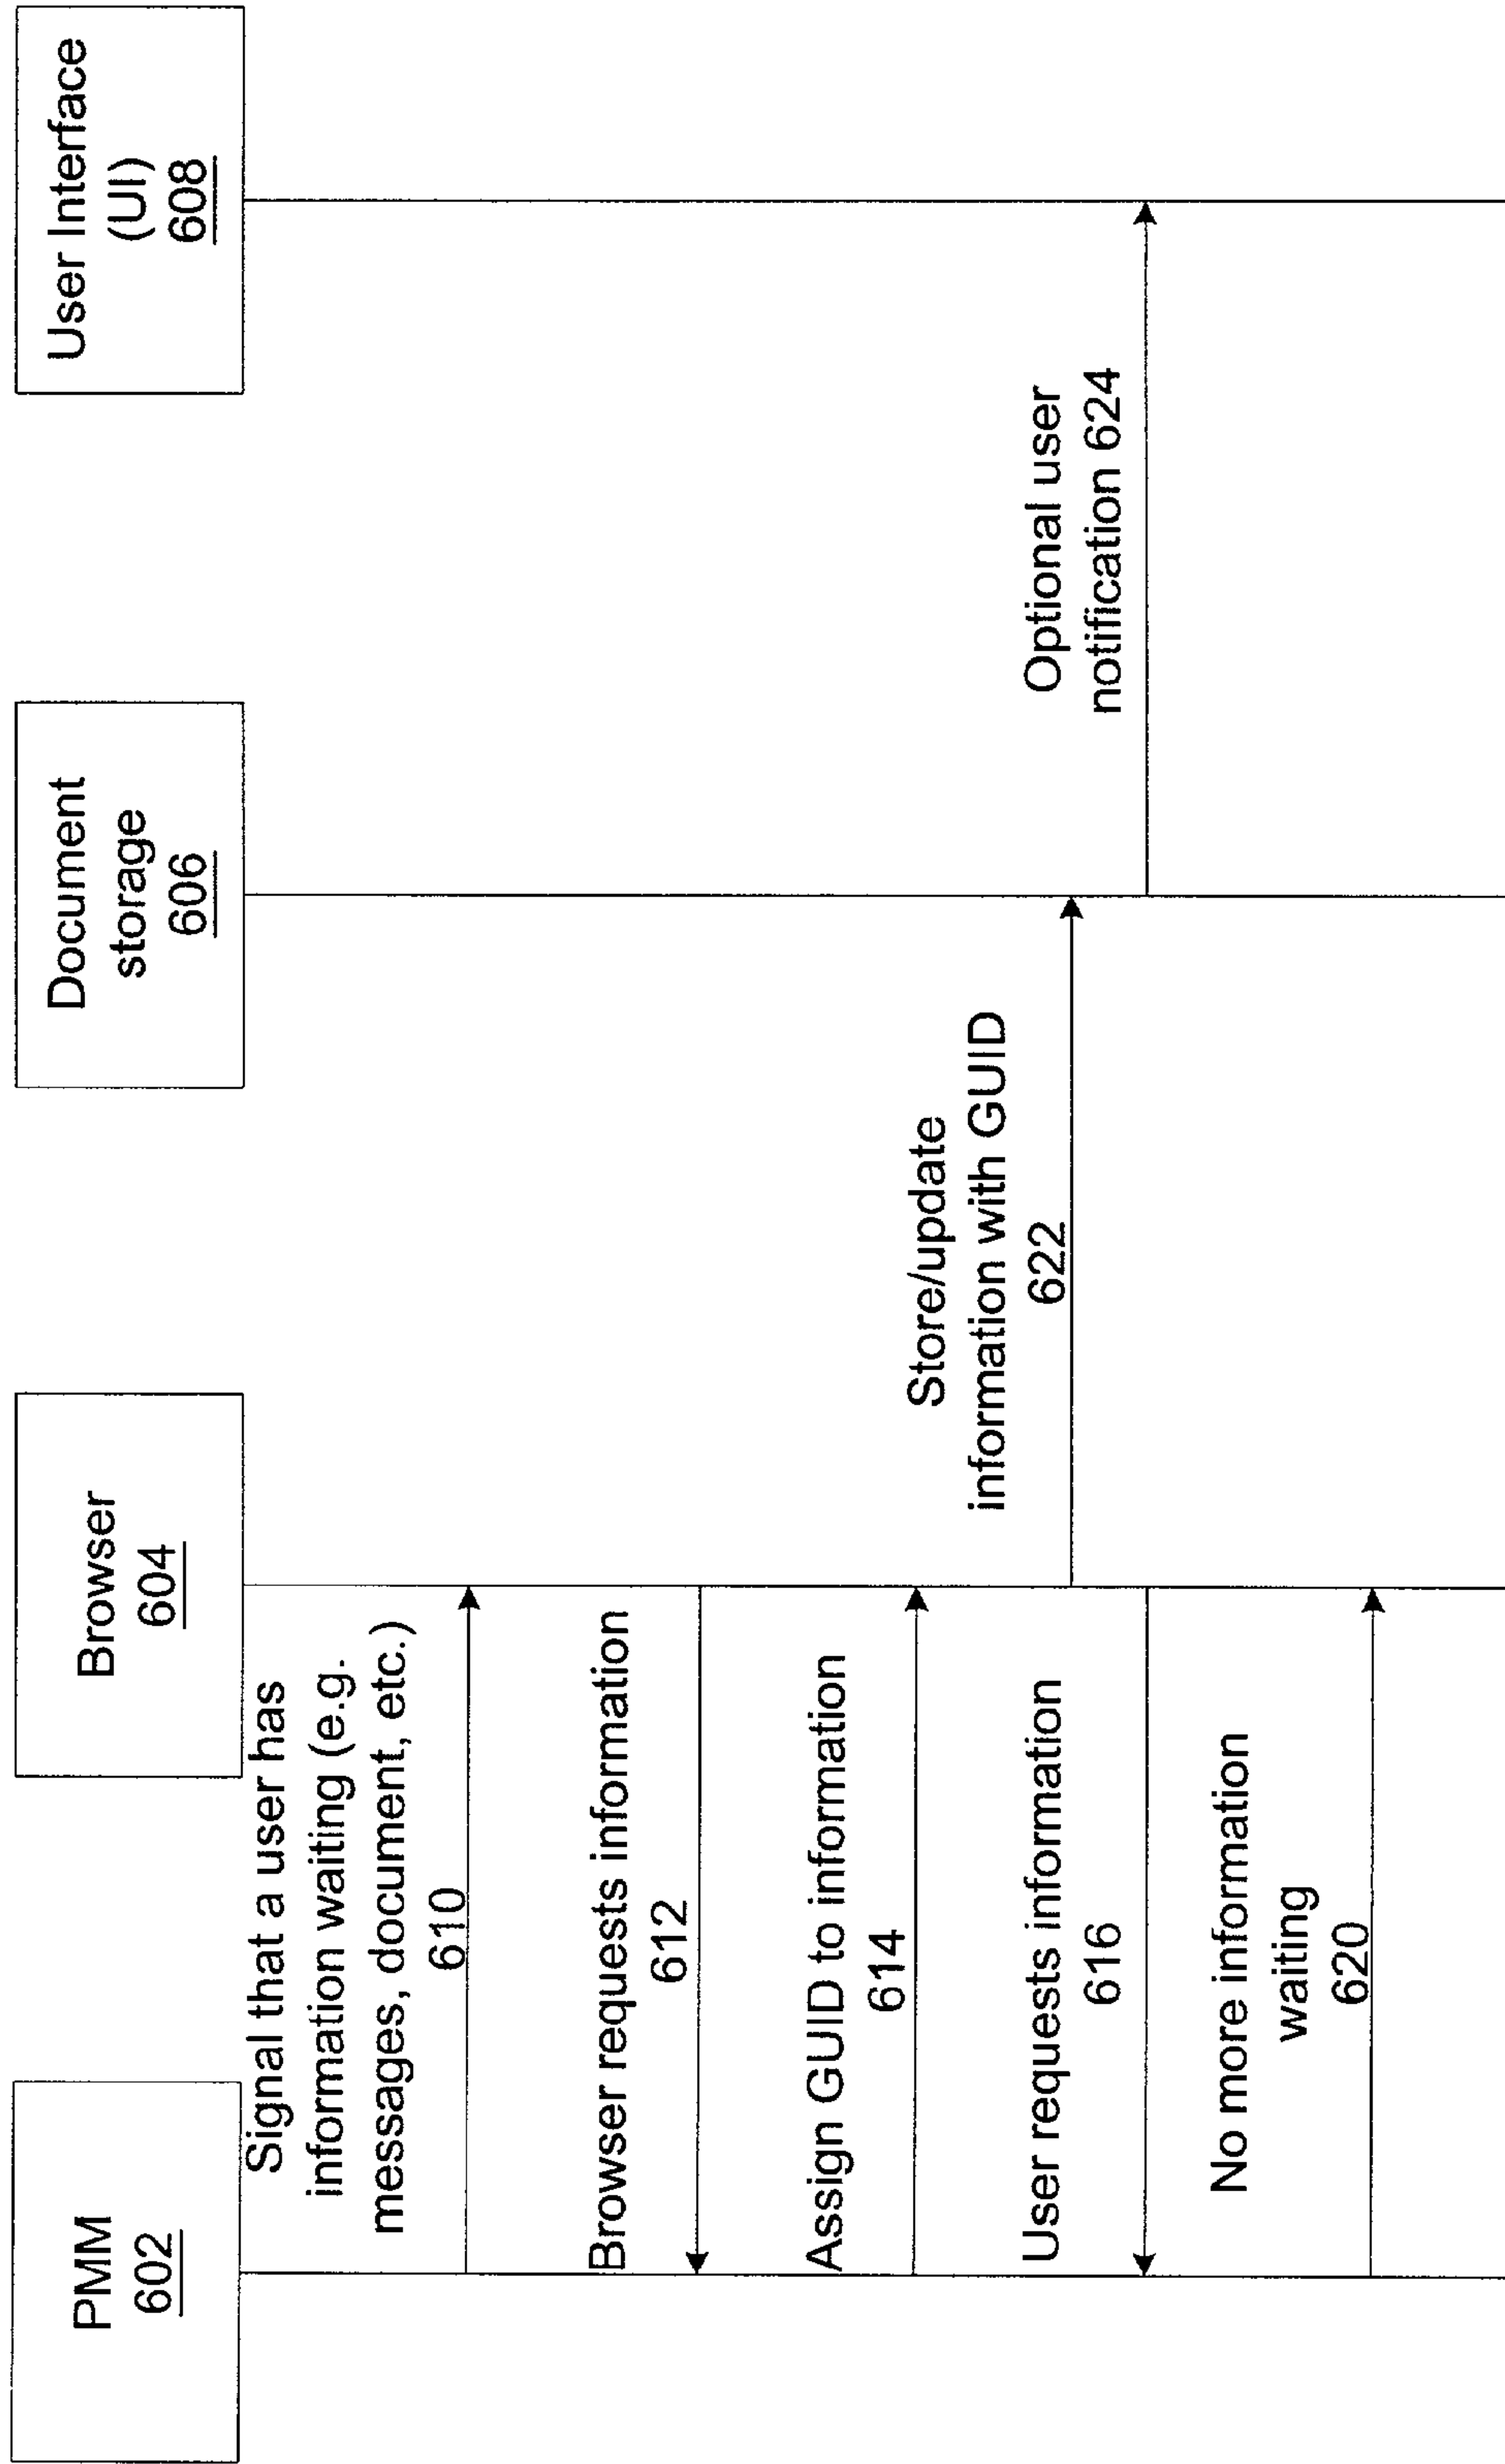 PMM
602
Browser
604
Document
storage
606
User Interface
(UI)
608
Signal that a user has
information waiting (e.g.
messages, document, etc.)
610
Browser requests information
612
Assign GUID to information
614
Store/update
information with GUID
622
User requests information
616
Optional user
notification 624
No more information
waiting
620